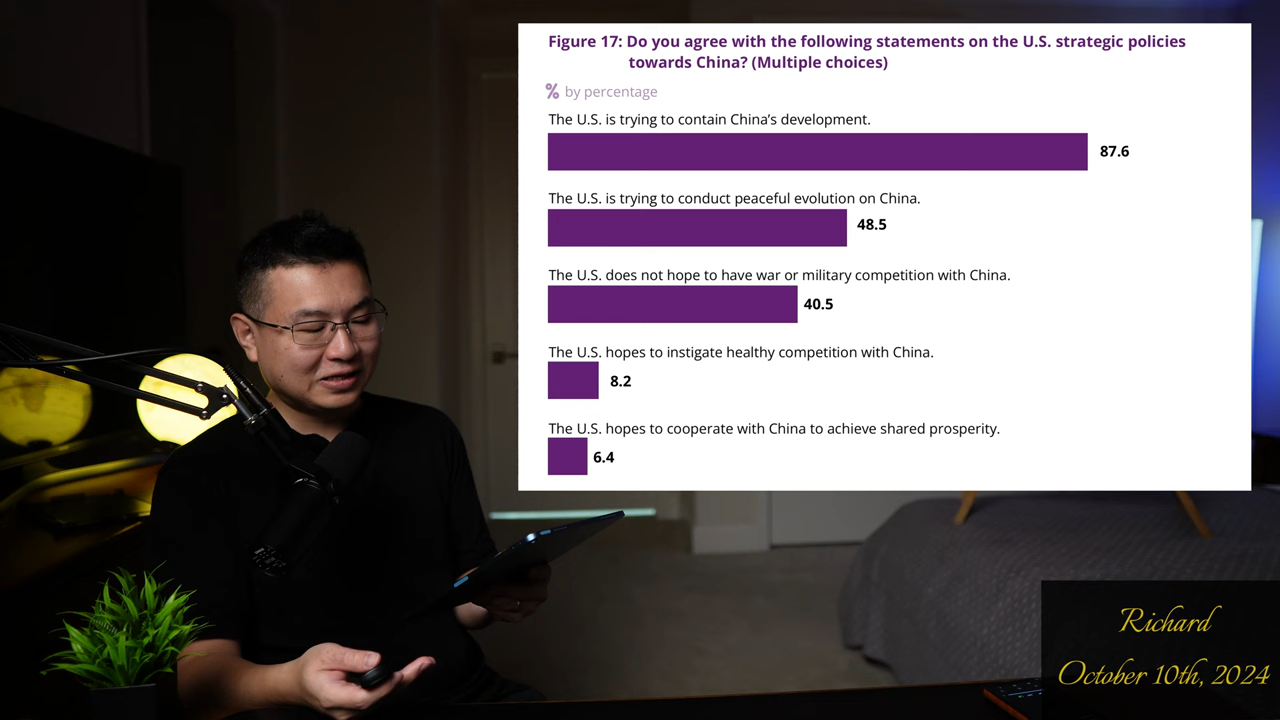 Figure 17: Do you agree with the following statements on the U.S. strategic policies
towards China? (Multiple choices)
% by percentage
The U.S. is trying to contain China’s development.
87.6
The U.S. is trying to conduct peaceful evolution on China.
48.5
The U.S. does not hope to have war or military competition with China.
40.5
The U.S. hopes to instigate healthy competition with China.
8.2
The U.S. hopes to cooperate with China to achieve shared prosperity.
6.4
Richard
October 10th, 2024